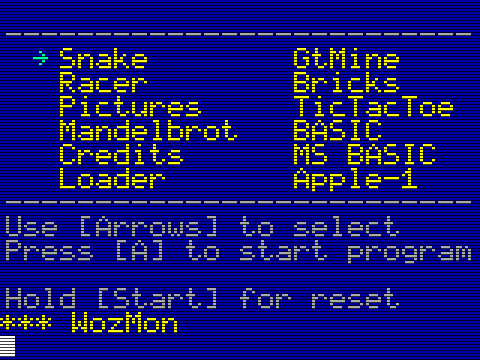 Snake GtMine
Racer Bricks
Pictures TicTacToe
Mandelbrot BASIC
Credits MS BASIC
Loader Apple-1
Use [Arrows] to select
Press [A] to start program
Hold [Start] for reset
*** WozMon